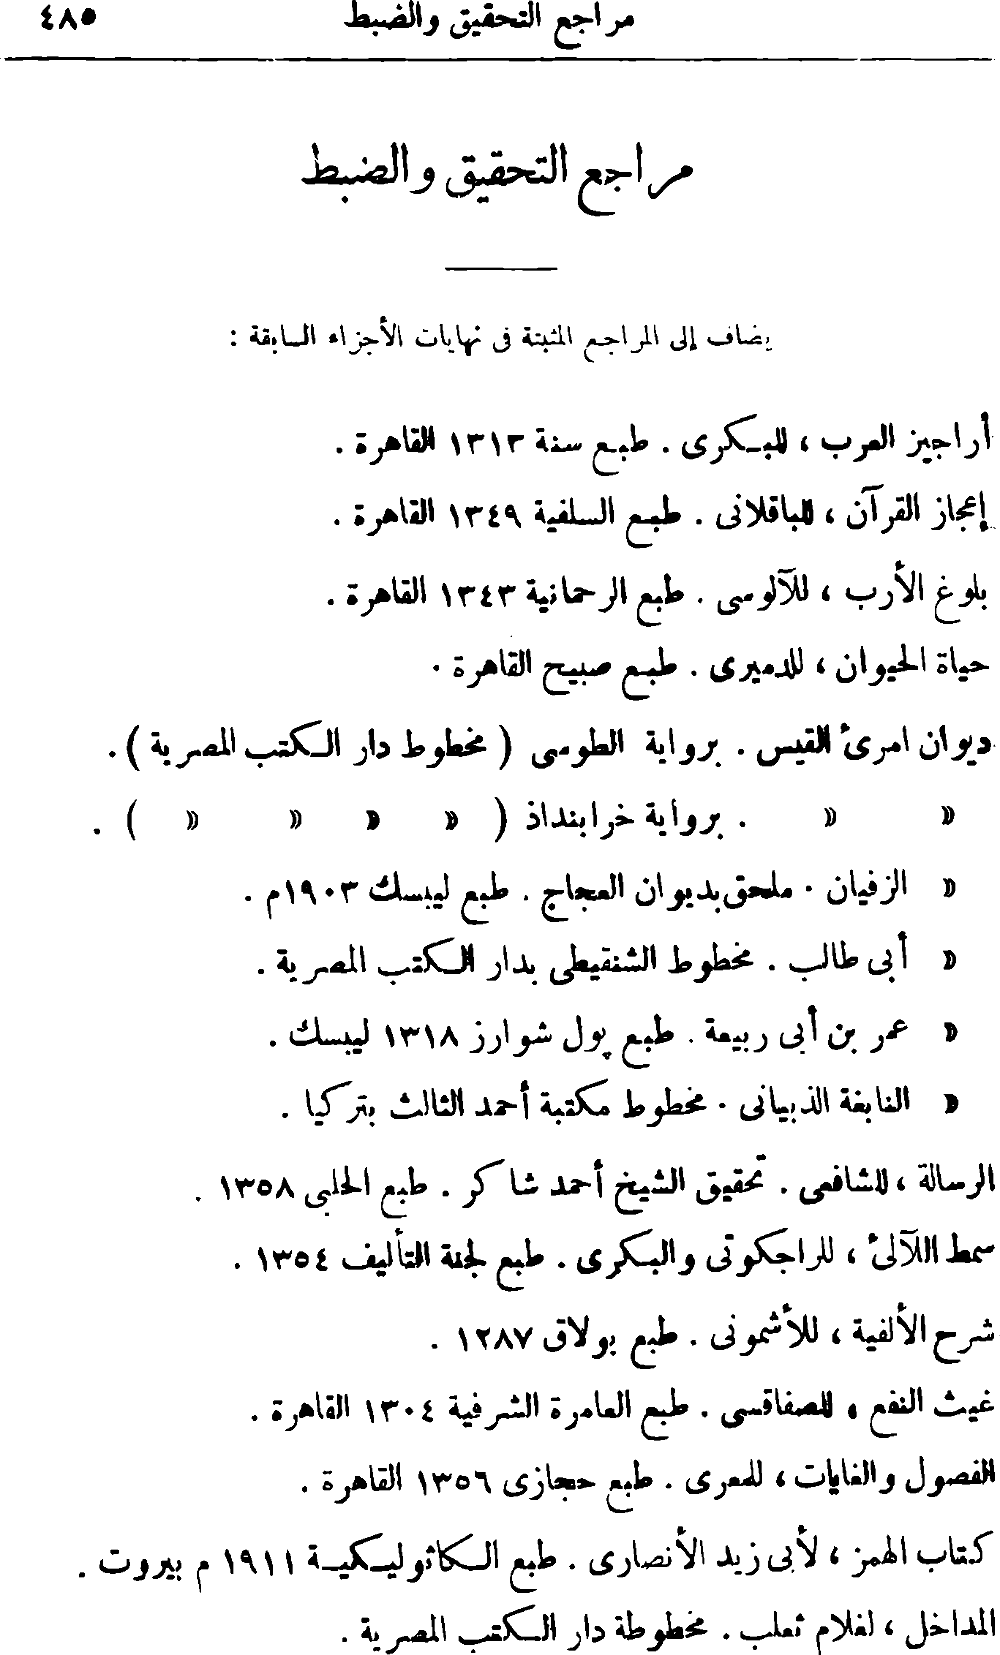 مراجع التحقيق والضبط ٤٨٥
مراجع التحقيق والضبط
يضاف إلى المراجع المثبتة فى نهايات الأجزاء السابقة :
أراجيز العرب ، للبكرى . طبع سنة ١٣١٣ القاهرة .
إعجاز القرآن ، للباقلانى . طبع السلفية ١٣٤٩ القاهرة .
بلوغ الأرب ، للآلوسى . طبع الرحمانية ١٣٤٣ القاهرة .
حياة الحيوان ، للدميرى . طبع صبيح القاهرة .
ديوان امرئ القيس . برواية الطوسى ( مخطوط دار الكتب المصرية ) .
« « . برواية خرابنداذ ( « « « « ) .
« الزفيان . ملحق بديوان العجاج . طبع ليبسك ١٩٠٣م .
« أبى طالب . مخطوط الشنقيطى بدار الكتب المصرية .
« عمر بن أبى ربيعة . طبع پول شوارز ١٣١٨ ليبسك .
« النابغة الذبيانى . مخطوط مكتبة أحمد الثالث بتركيا .
الرسالة ، للشافعى . تحقيق الشيخ أحمد شاكر . طبع الحلبى ١٣٥٨ .
سمط اللآلئ ، للراجكوتى والبكرى . طبع لجنة التأليف ١٣٥٤ .
شرح الألفية ، للأشمونى . طبع بولاق ١٢٨٧ .
غيث النفع ، للصفاقسى . طبع العامرة الشرفية ١٣٠٤ القاهرة .
الفصول والغايات ، للمعرى . طبع حجازى ١٣٥٦ القاهرة .
كتاب الهمز ، لأبى زيد الأنصارى . طبع الكاثوليكية ١٩١١ م بيروت .
المداخل ، لغلام ثعلب . مخطوطة دار الكتب المصرية .